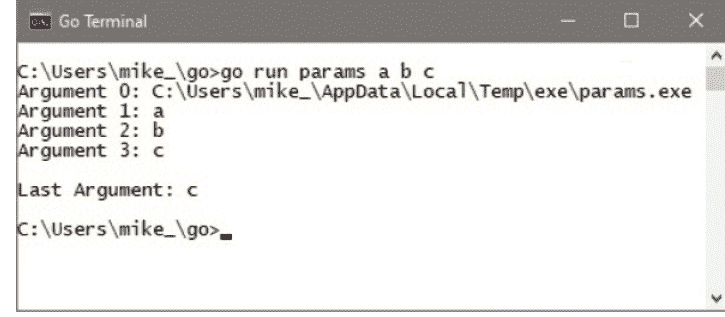 Go Terminal
C:\Users\mike_\go>go run params a b c
Argument 0: C:\Users\mike_\AppData\Local\Temp\exe\params.exe
Argument 1: a
Argument 2: b
Argument 3: c
Last Argument: c
C:\Users\mike_\go>